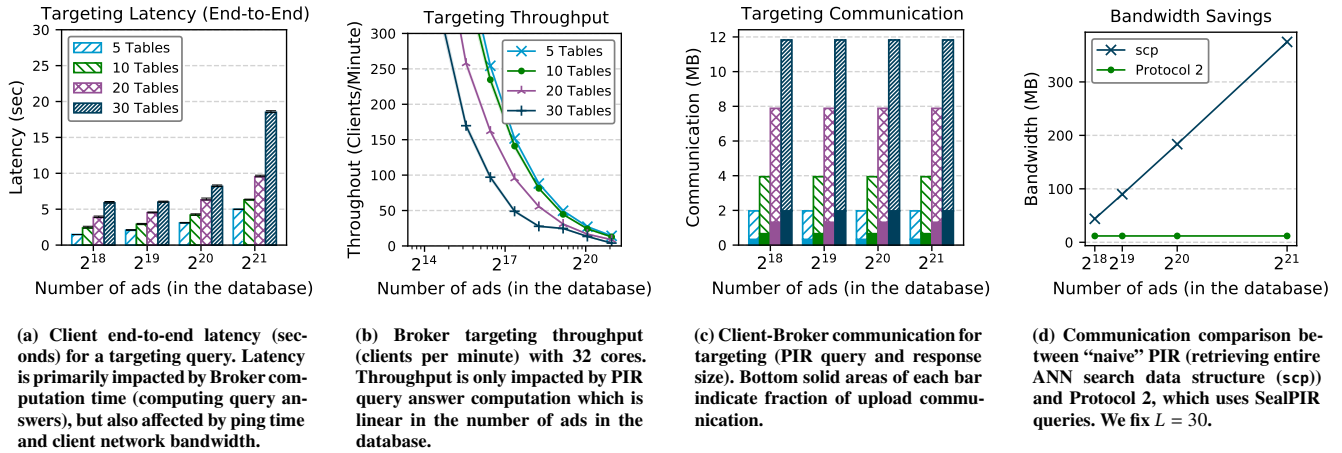 Targeting Latency (End-to-End)
30
25
20
15
10
5
0
Latency (sec)
5 Tables
10 Tables
20 Tables
30 Tables
2^18 2^19 2^20 2^21
Number of ads (in the database)
(a) Client end-to-end latency (sec-
onds) for a targeting query. Latency
is primarily impacted by Broker com-
putation time (computing query an-
swers), but also affected by ping time
and client network bandwidth.
Targeting Throughput
300
250
200
150
100
50
0
Throughout (Clients/Minute)
5 Tables
10 Tables
20 Tables
30 Tables
2^14 2^17 2^20
Number of ads (in the database)
(b) Broker targeting throughput
(clients per minute) with 32 cores.
Throughput is only impacted by PIR
query answer computation which is
linear in the number of ads in the
database.
Targeting Communication
12
10
8
6
4
2
0
Communication (MB)
2^18 2^19 2^20 2^21
Number of ads (in the database)
(c) Client-Broker communication for
targeting (PIR query and response
size). Bottom solid areas of each bar
indicate fraction of upload commu-
nication.
Bandwidth Savings
300
200
100
0
Bandwidth (MB)
scp
Protocol 2
2^18 2^19 2^20 2^21
Number of ads (in the database)
(d) Communication comparison be-
tween “naive” PIR (retrieving entire
ANN search data structure (scp))
and Protocol 2, which uses SealPIR
queries. We fix L = 30.